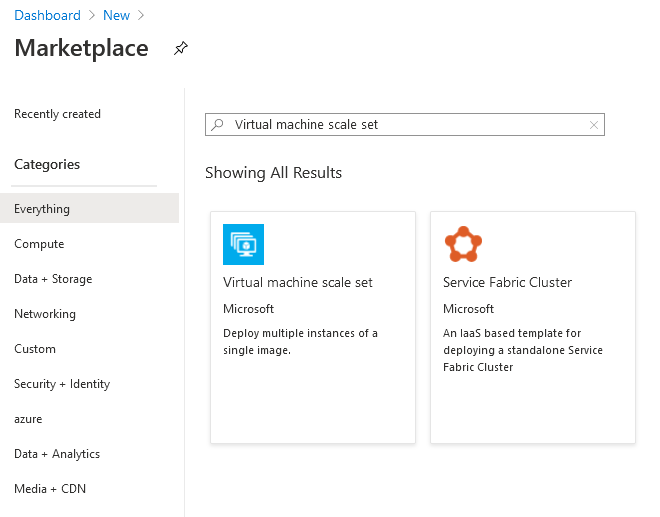 Dashboard > New >
Marketplace
Recently created
Categories
Everything
Compute
Data + Storage
Networking
Custom
Security + Identity
azure
Data + Analytics
Media + CDN
Virtual machine scale set
Showing All Results
Virtual machine scale set
Microsoft
Deploy multiple instances of a
single image.
Service Fabric Cluster
Microsoft
An IaaS based template for
deploying a standalone Service
Fabric Cluster